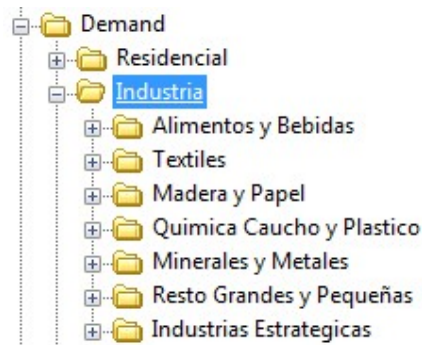 Demand
Residencial
Industria
Alimentos y Bebidas
Textiles
Madera y Papel
Quimica Caucho y Plastico
Minerales y Metales
Resto Grandes y Pequeñas
Industrias Estrategicas